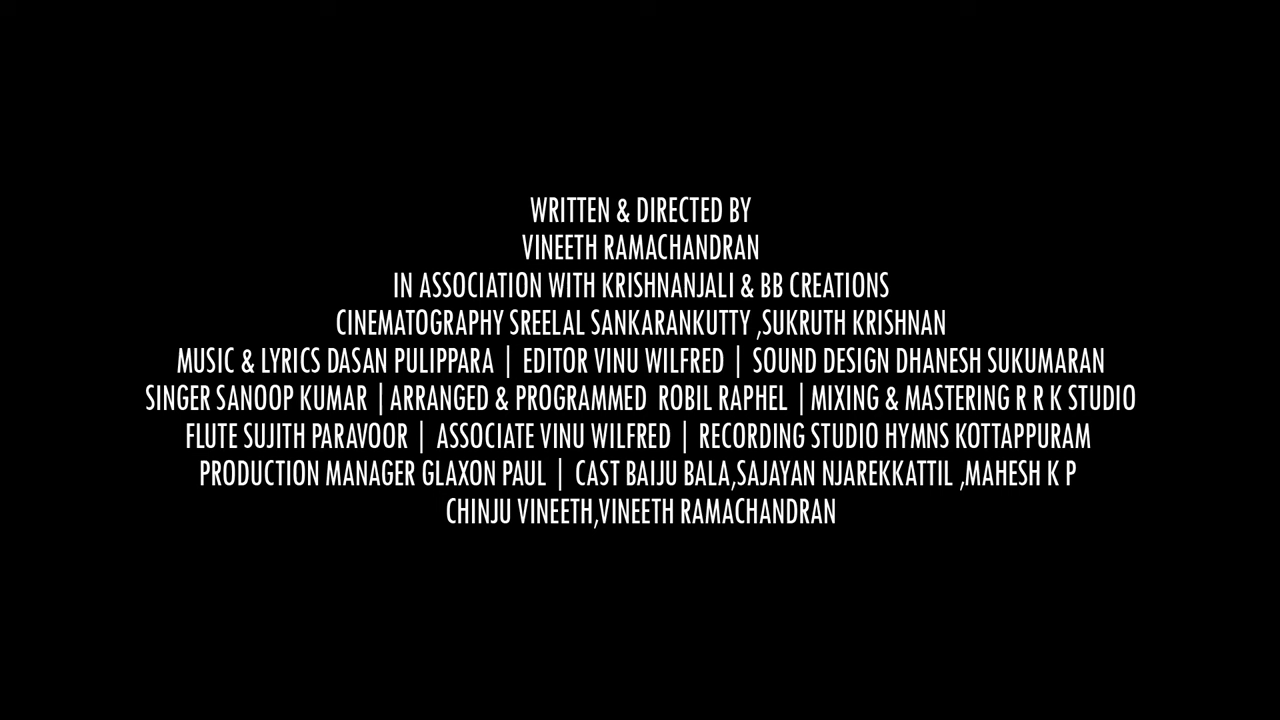 WRITTEN & DIRECTED BY
VINEETH RAMACHANDRAN
IN ASSOCIATION WITH KRISHNANJALI & BB CREATIONS
CINEMATOGRAPHY SREELAL SANKARANKUTTY ,SUKRUTH KRISHNAN
MUSIC & LYRICS DASAN PULIPPARA | EDITOR VINU WILFRED | SOUND DESIGN DHANESH SUKUMARAN
SINGER SANOOP KUMAR |ARRANGED & PROGRAMMED  ROBIL RAPHEL |MIXING & MASTERING R R K STUDIO
FLUTE SUJITH PARAVOOR | ASSOCIATE VINU WILFRED | RECORDING STUDIO HYMNS KOTTAPPURAM
PRODUCTION MANAGER GLAXON PAUL | CAST BAIJU BALA,SAJAYAN NJAREKKATTIL ,MAHESH K P
CHINJU VINEETH,VINEETH RAMACHANDRAN